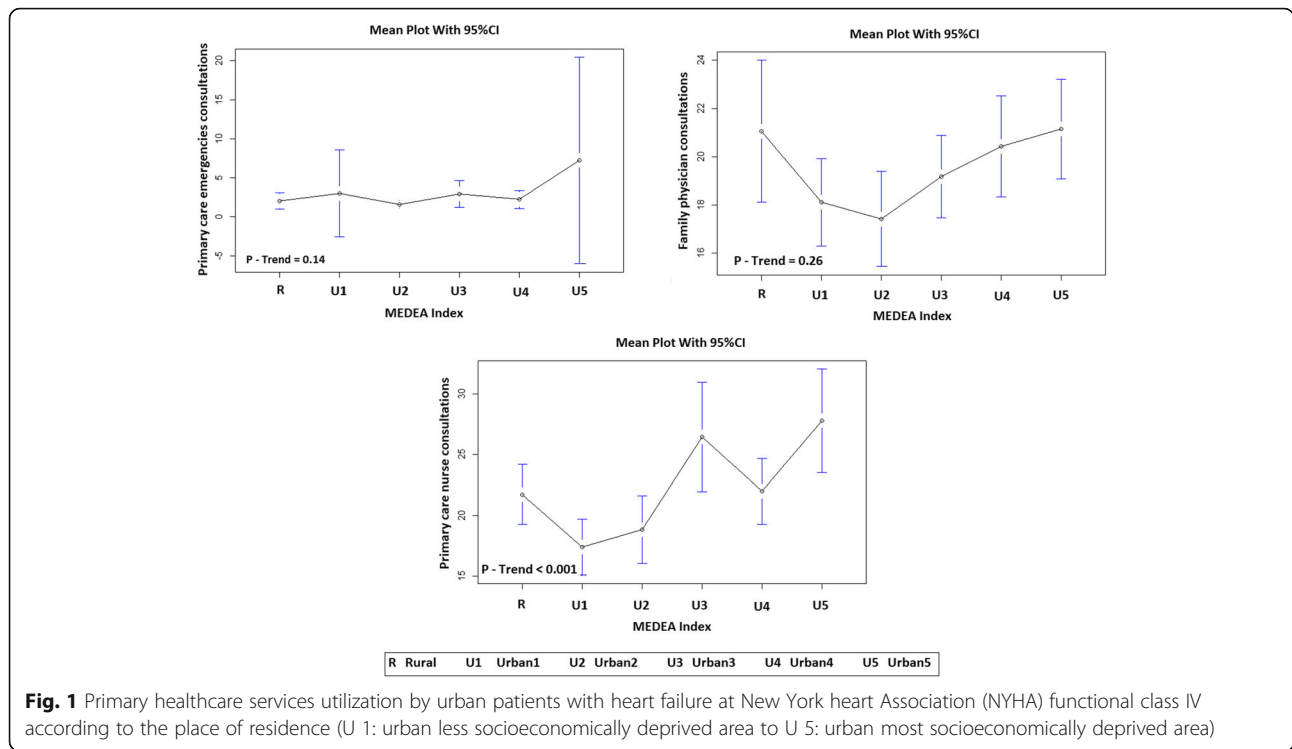 Mean Plot With 95%CI
Primary care emergencies consultations
20
15
10
5
0
-5
P - Trend = 0.14
R U1 U2 U3 U4 U5
MEDEA Index
Mean Plot With 95%CI
Family physician consultations
24
22
20
18
16
P - Trend = 0.26
R U1 U2 U3 U4 U5
MEDEA Index
Mean Plot With 95%CI
Primary care nurse consultations
30
25
20
15
P - Trend < 0.001
R U1 U2 U3 U4 U5
MEDEA Index
R Rural U1 Urban1 U2 Urban2 U3 Urban3 U4 Urban4 U5 Urban5
Fig. 1 Primary healthcare services utilization by urban patients with heart failure at New York heart Association (NYHA) functional class IV
according to the place of residence (U 1: urban less socioeconomically deprived area to U 5: urban most socioeconomically deprived area)